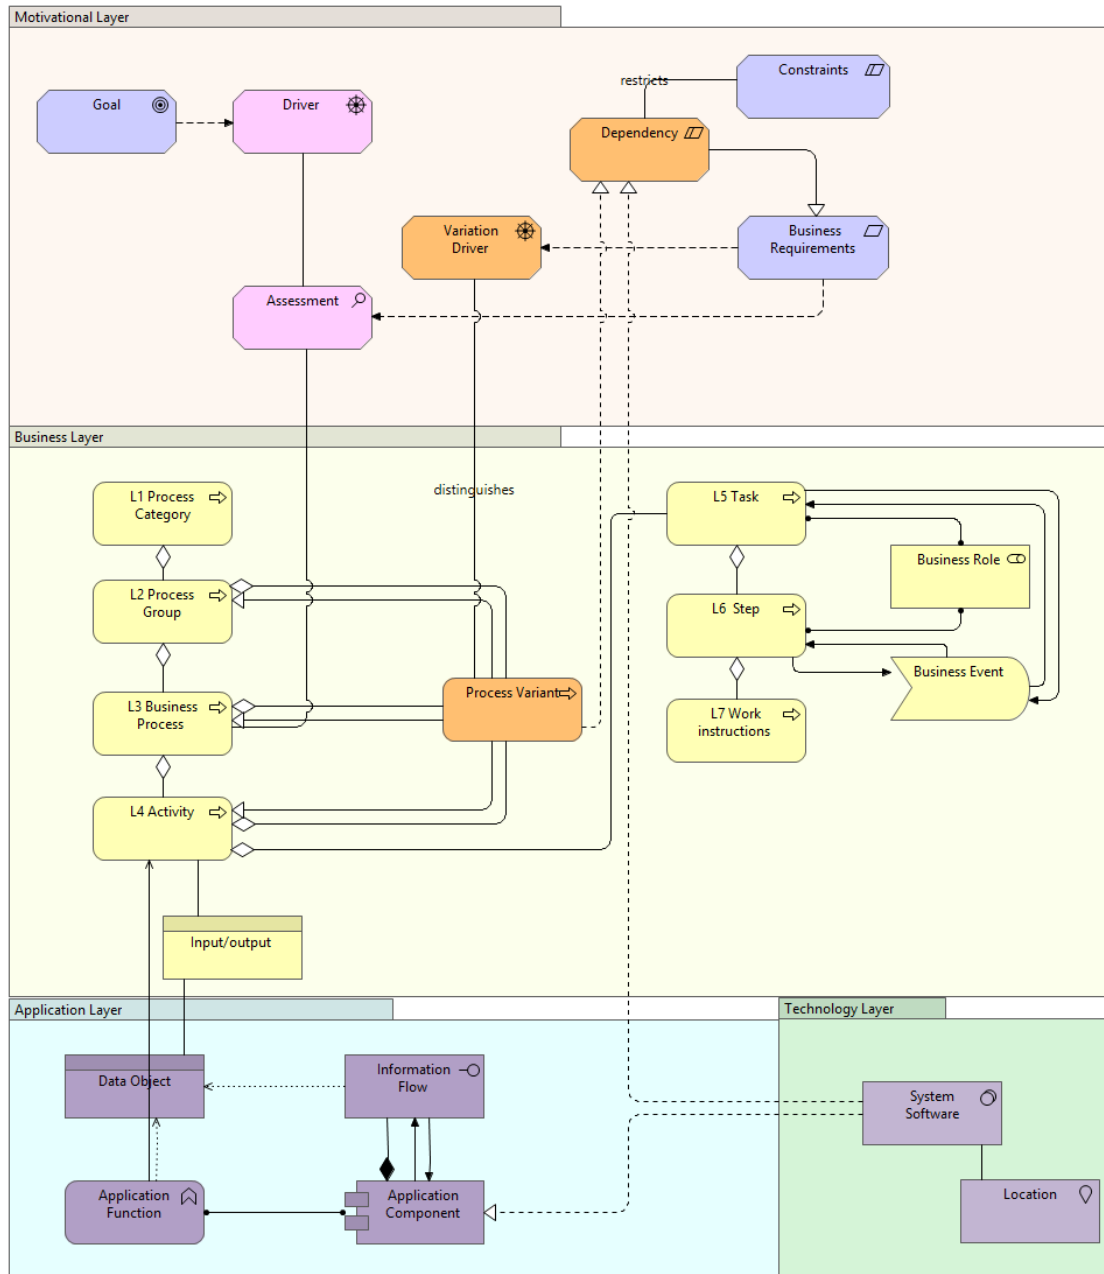 Motivational Layer
Goal
Driver
restricts
Constraints
Dependency
Variation
Driver
Business
Requirements
Assessment
Business Layer
distinguishes
L1 Process
Category
L2 Process
Group
L3 Business
Process
L4 Activity
Process Variant
L5 Task
Business Role
L6  Step
Business Event
L7 Work
instructions
Input/output
Application Layer
Data Object
Information
Flow
Application
Function
Application
Component
Technology Layer
System
Software
Location